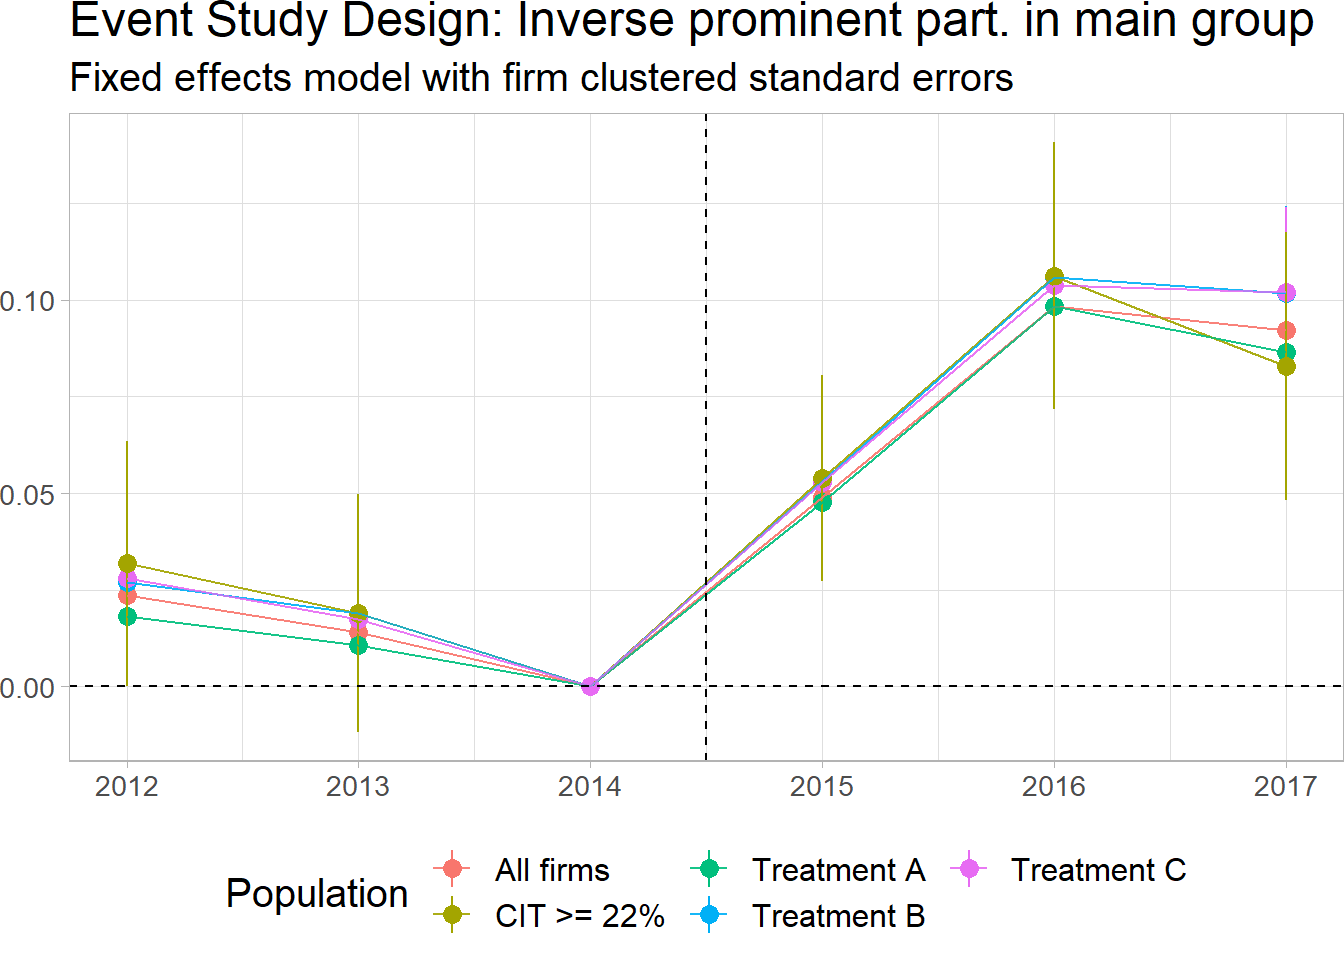 Event Study Design: Inverse prominent part. in main group
Fixed effects model with firm clustered standard errors
0.10
0.05
0.00
2012 2013 2014 2015 2016 2017
Population
All firms Treatment A Treatment C
CIT >= 22% Treatment B